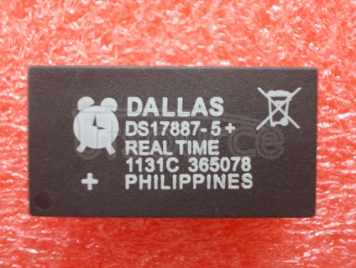 DALLAS
DS17887-5+
REAL TIME
1131C 365078
+ PHILIPPINES